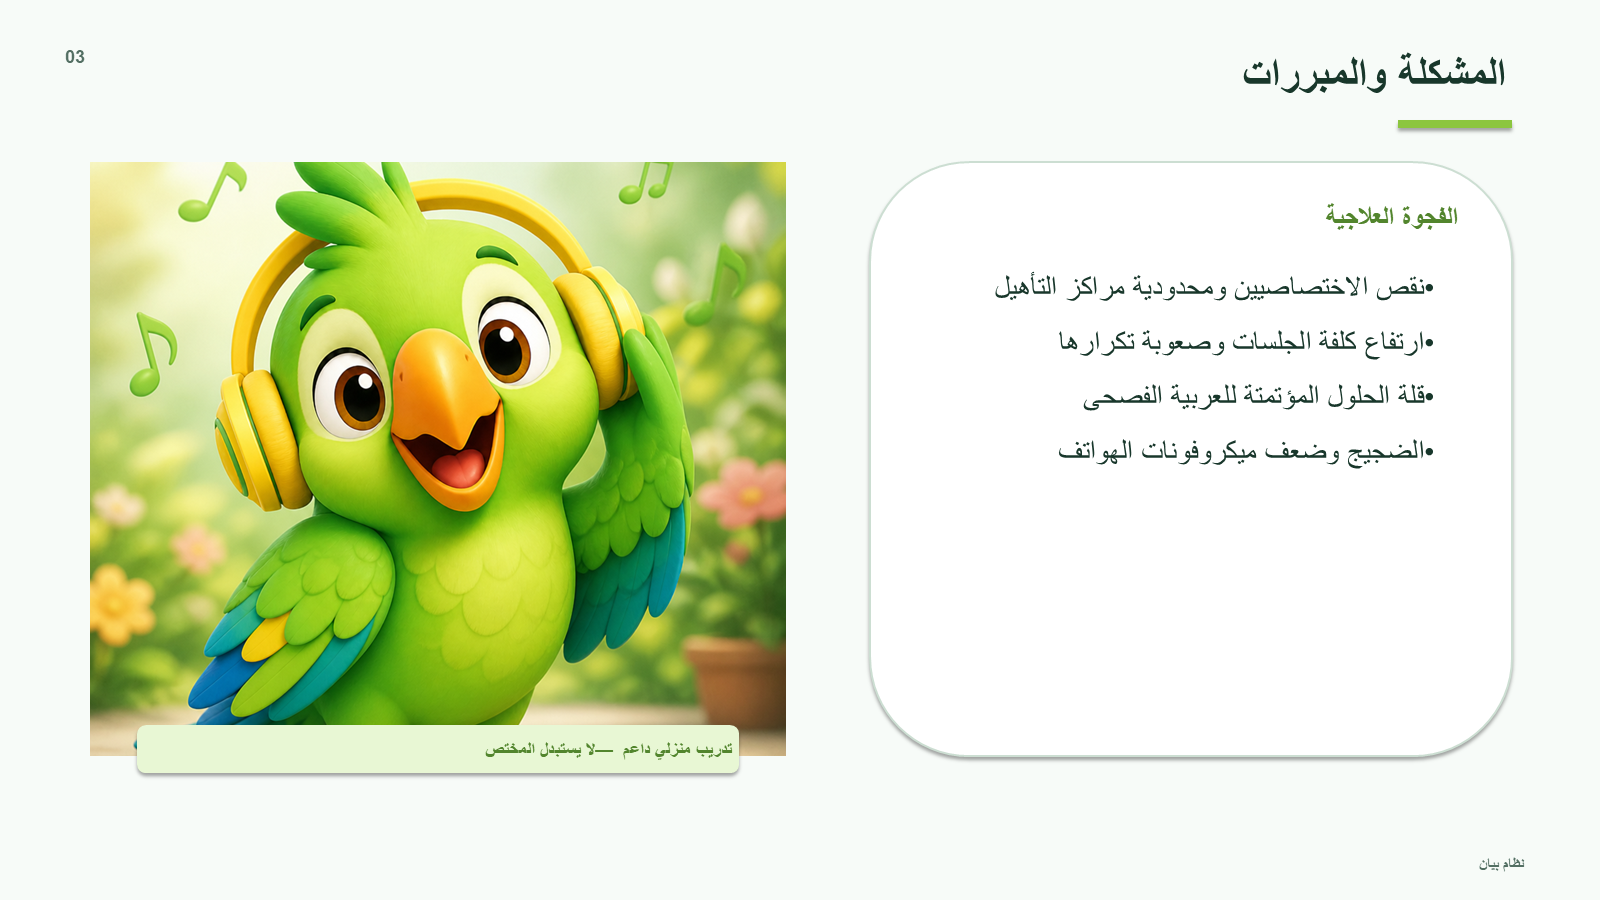 03
المشكلة والمبررات
الفجوة العلاجية
•نقص الاختصاصيين ومحدودية مراكز التأهيل
•ارتفاع كلفة الجلسات وصعوبة تكرارها
•قلة الحلول المؤتمتة للعربية الفصحى
•الضجيج وضعف ميكروفونات الهواتف
تدريب منزلي داعم —لا يستبدل المختص
نظام بيان